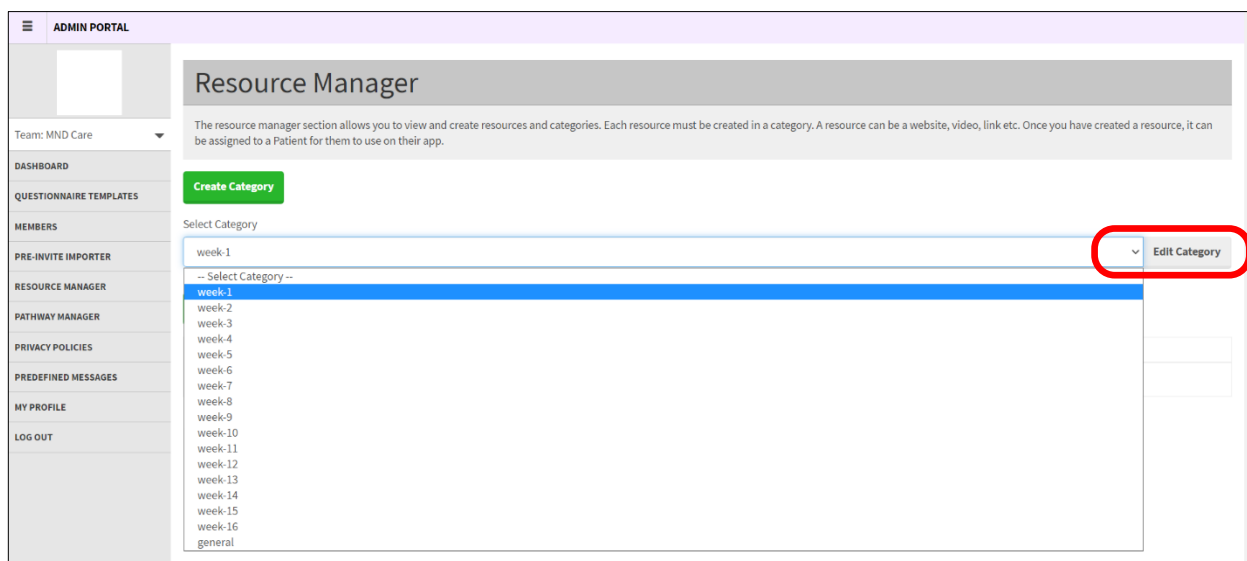 ADMIN PORTAL
Team: MND Care
DASHBOARD
QUESTIONNAIRE TEMPLATES
MEMBERS
PRE-INVITE IMPORTER
RESOURCE MANAGER
PATHWAY MANAGER
PRIVACY POLICIES
PREDEFINED MESSAGES
MY PROFILE
LOG OUT
Resource Manager
The resource manager section allows you to view and create resources and categories. Each resource must be created in a category. A resource can be a website, video, link etc. Once you have created a resource, it can
be assigned to a Patient for them to use on their app.
Create Category
Select Category
week-1
Edit Category
-- Select Category --
week-1
week-2
week-3
week-4
week-5
week-6
week-7
week-8
week-9
week-10
week-11
week-12
week-13
week-14
week-15
week-16
general